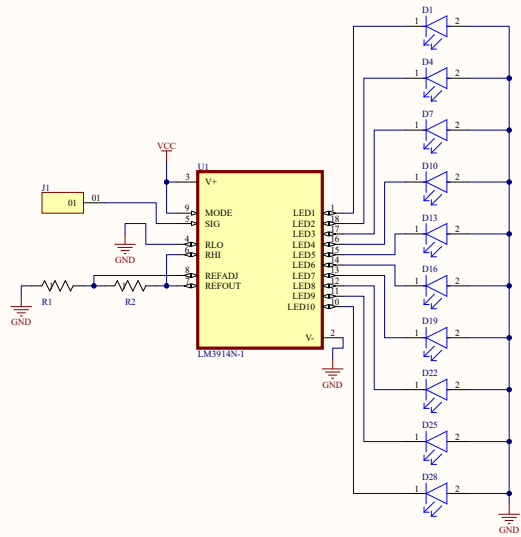 D1
1 2
D4
1 2
D7
1 2
D10
1 2
D13
1 2
D16
1 2
D19
1 2
D22
1 2
D25
1 2
D28
1 2
GND
VCC
U1
3 V+
9 MODE
5 SIG
4 RLO
6 RHI
8 REFADJ
7 REFOUT
LED1 1
LED2 18
LED3 17
LED4 16
LED5 15
LED6 14
LED7 13
LED8 12
LED9 11
LED10 10
V- 2
LM3914N-1
GND
J1
01 01
GND
R1 R2
GND